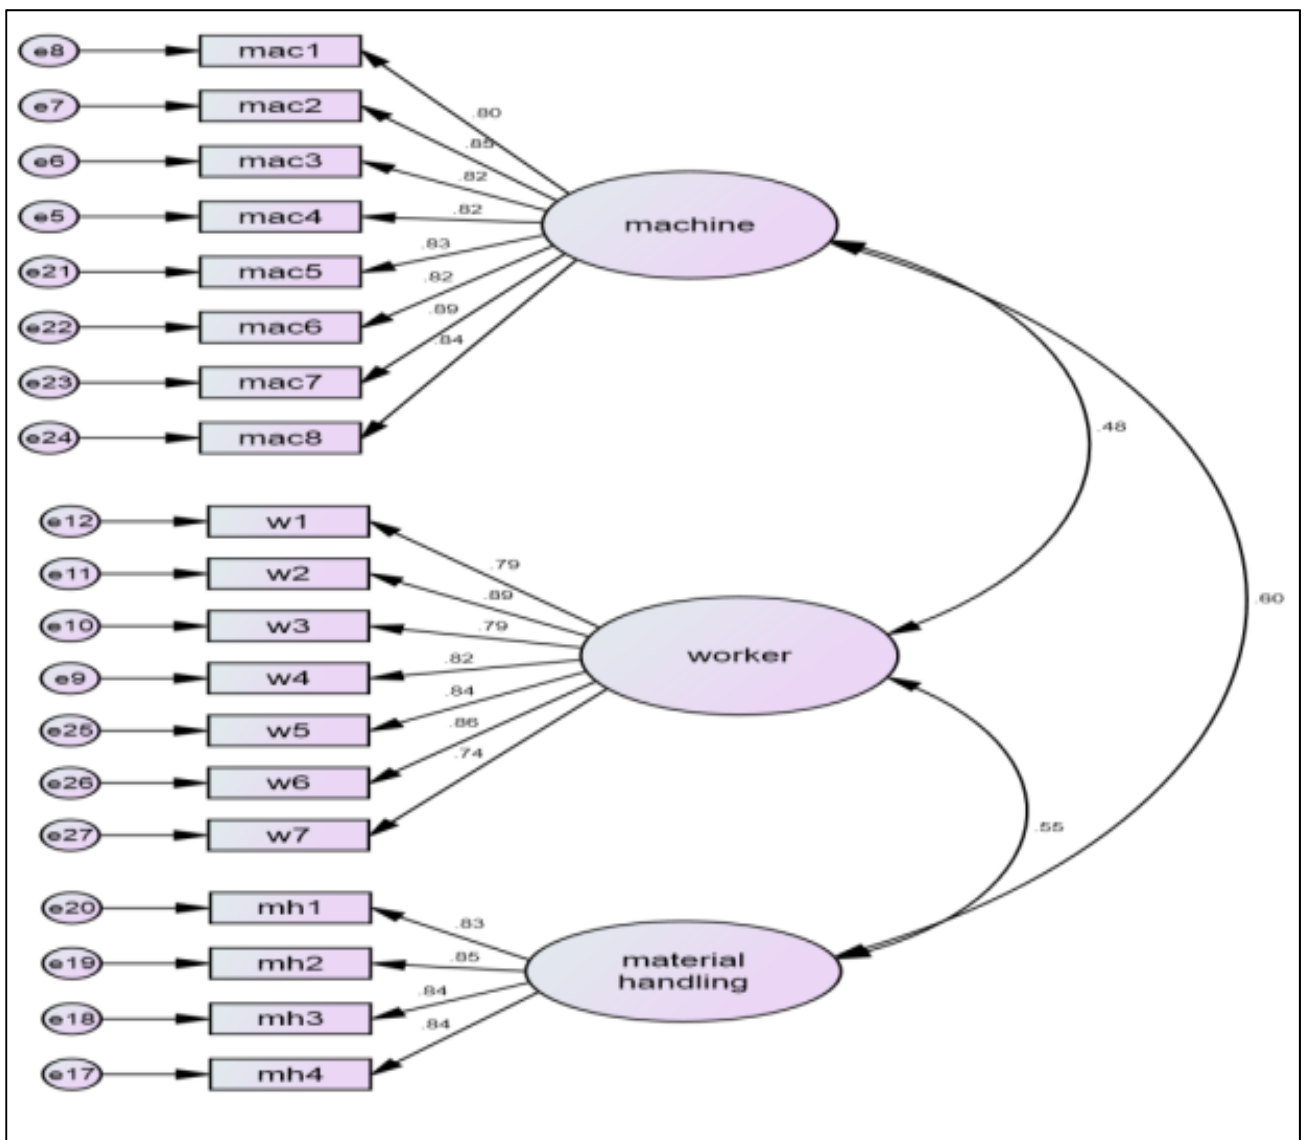 e8
mac1
.80
e7
mac2
.85
e6
mac3
.82
e5
mac4
.82
machine
e21
mac5
.83
e22
mac6
.82
e23
mac7
.89
e24
mac8
.84
.48
e12
w1
.79
e11
w2
.89
e10
w3
.79
e9
w4
.82
worker
e25
w5
.84
e26
w6
.86
e27
w7
.74
.60
.55
e20
mh1
.83
e19
mh2
.85
material
handling
e18
mh3
.84
e17
mh4
.84